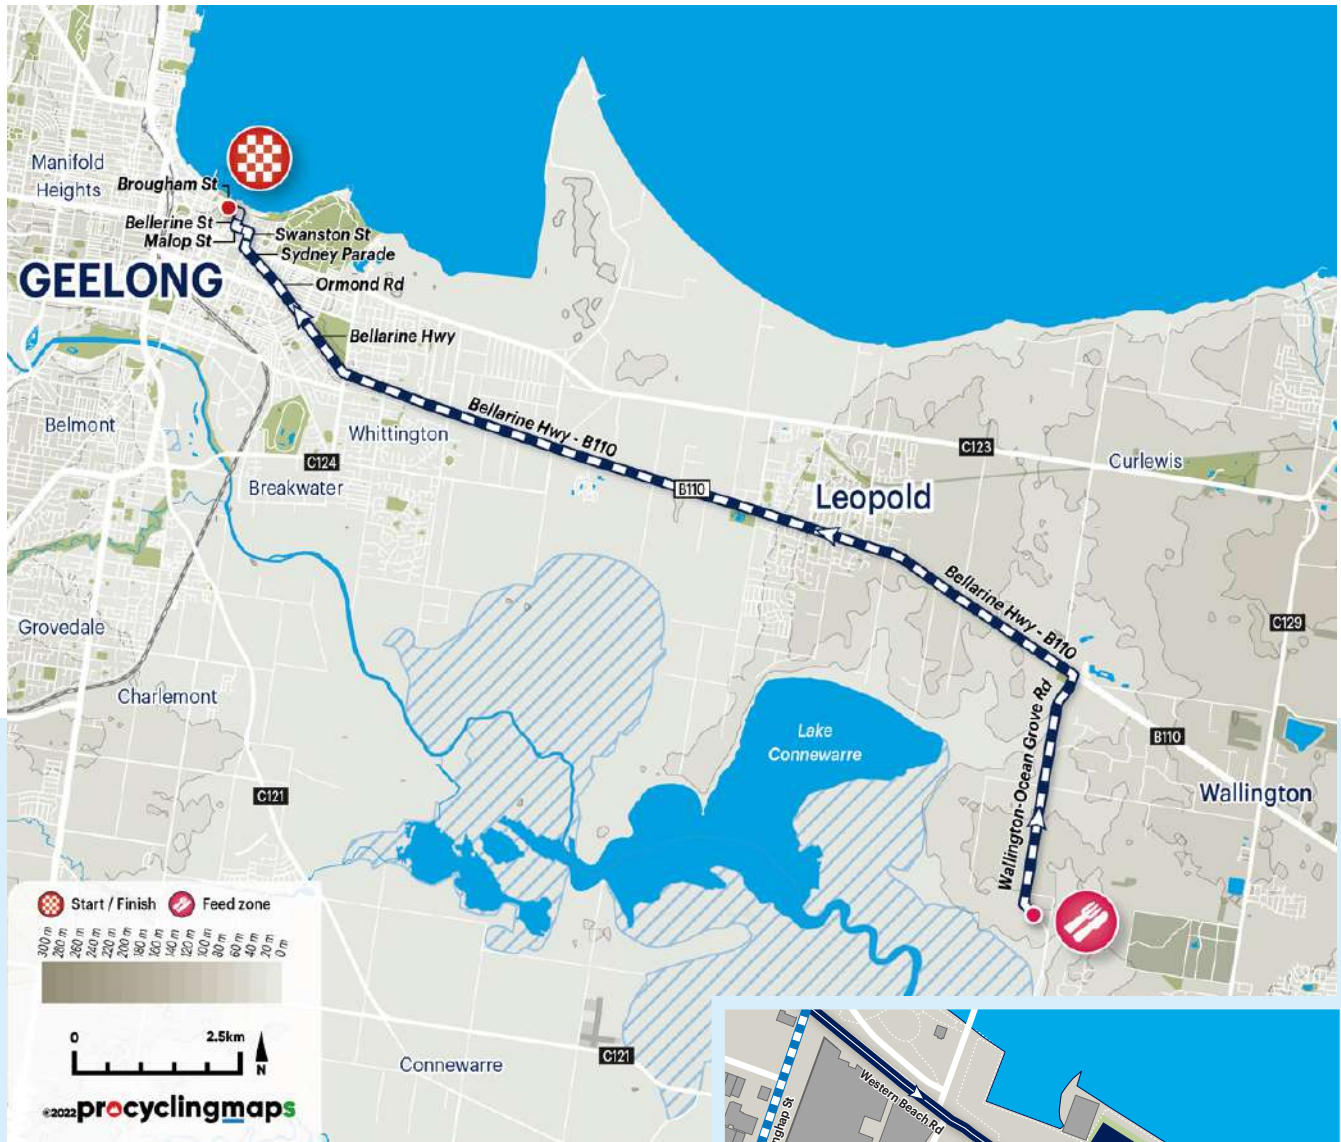 Manifold
Heights
Brougham St
Bellerine St
Malop St
Swanston St
Sydney Parade
GEELONG
Ormond Rd
Bellarine Hwy
Belmont
Whittington
Bellarine Hwy - B110
C124
Breakwater
B110
C123
Curlewis
Leopold
Bellarine Hwy - B110
C129
Grovedale
Charlemont
Wallington-Ocean Grove Rd
Lake
Connewarre
B110
Wallington
C121
Start / Finish
Feed zone
300 m
280 m
260 m
240 m
220 m
200 m
180 m
160 m
140 m
120 m
100 m
80 m
60 m
40 m
20 m
0 m
0
2.5km
N
©2022 procyclingmaps
Connewarre
C121
Western Beach Rd
nghap St